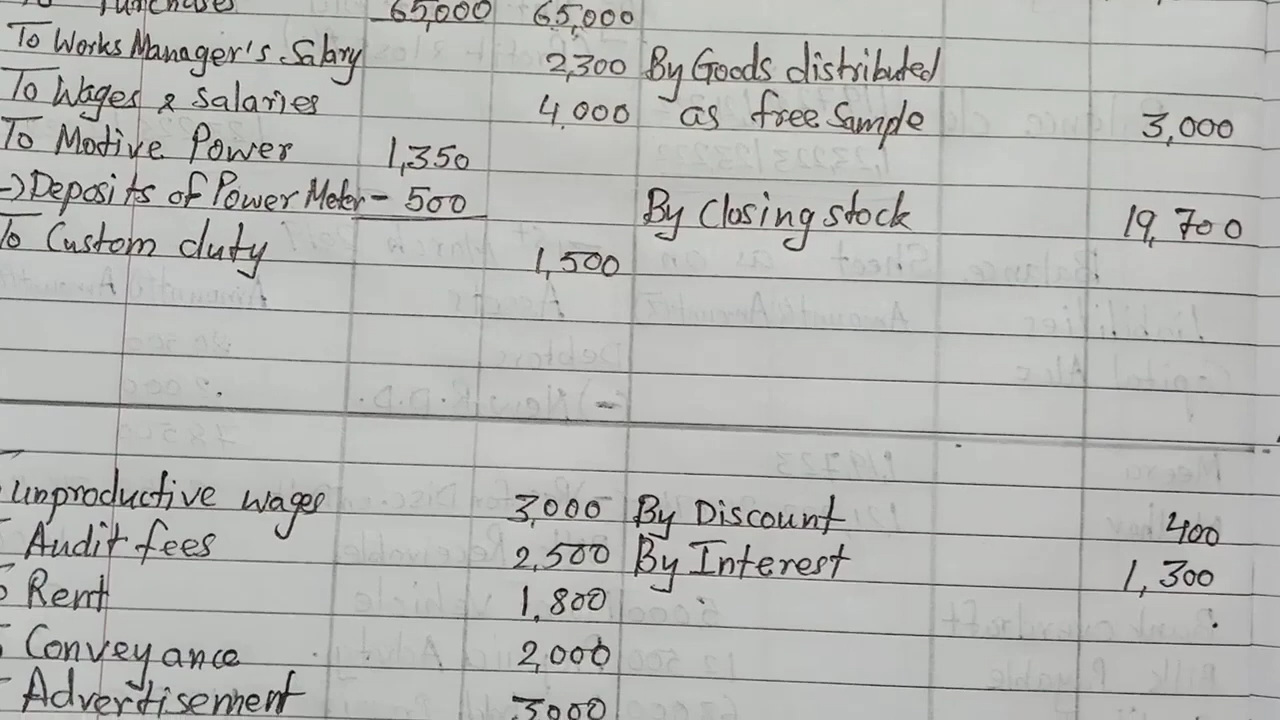 Purchases 65,000 65,000
To Works Manager's Salary 2,300 By Goods distributed
To Wages & Salaries 4,000 as free Sample 3,000
To Motive Power 1,350
-) Deposits of Power Meter - 500 By Closing stock 19,700
To Custom duty 1,500
unproductive wages 3,000 By Discount 400
Audit fees 2,500 By Interest 1,300
Rent 1,800
Conveyance 2,000
Advertisement 3000